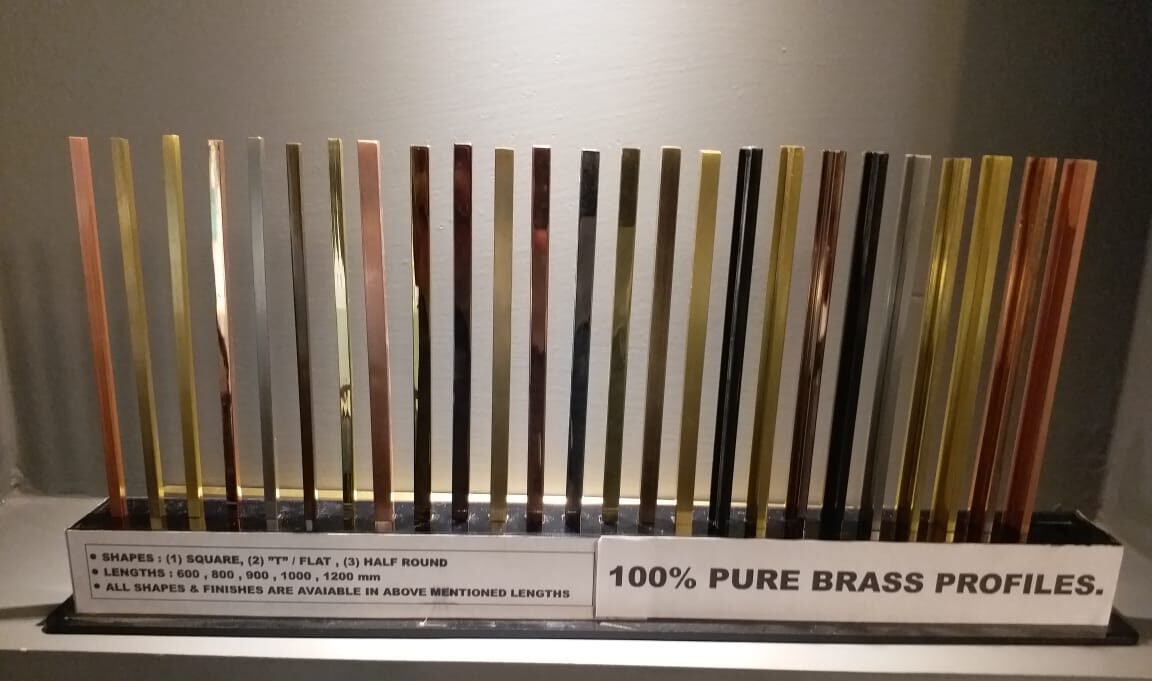 • SHAPES : (1) SQUARE, (2) "T" / FLAT , (3) HALF ROUND
• LENGTHS : 600 , 800 , 900 , 1000 , 1200 mm
• ALL SHAPES & FINISHES ARE AVAIABLE IN ABOVE MENTIONED LENGTHS
100% PURE BRASS PROFILES.